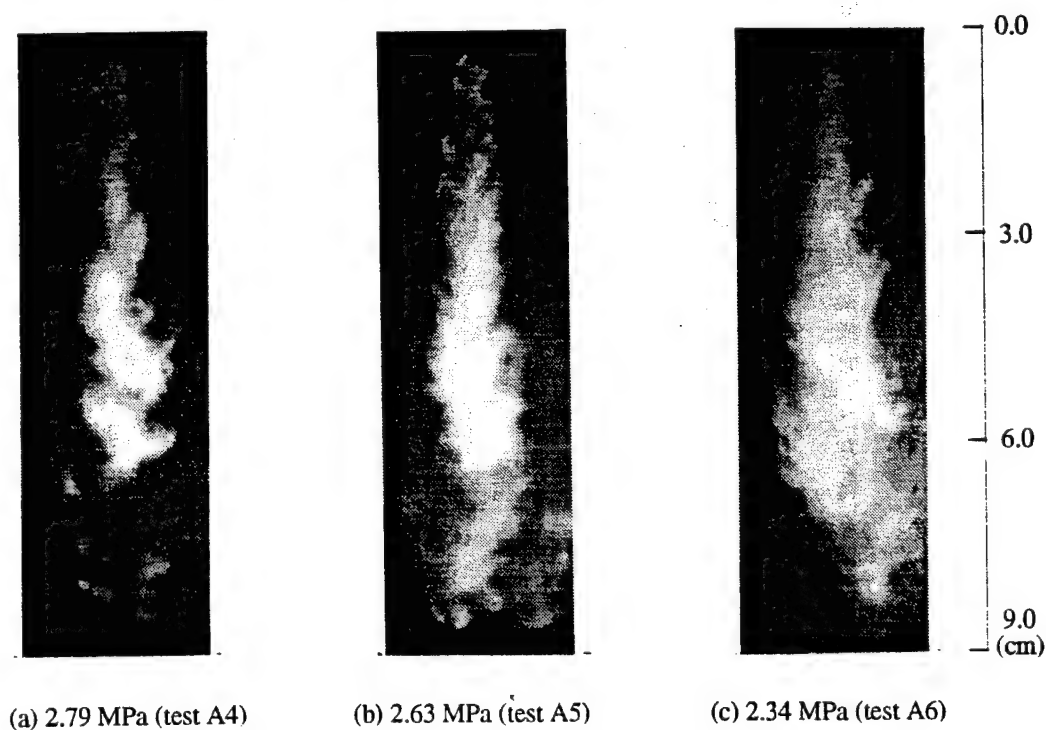 0.0
3.0
6.0
9.0
(cm)
(a) 2.79 MPa (test A4)
(b) 2.63 MPa (test A5)
(c) 2.34 MPa (test A6)